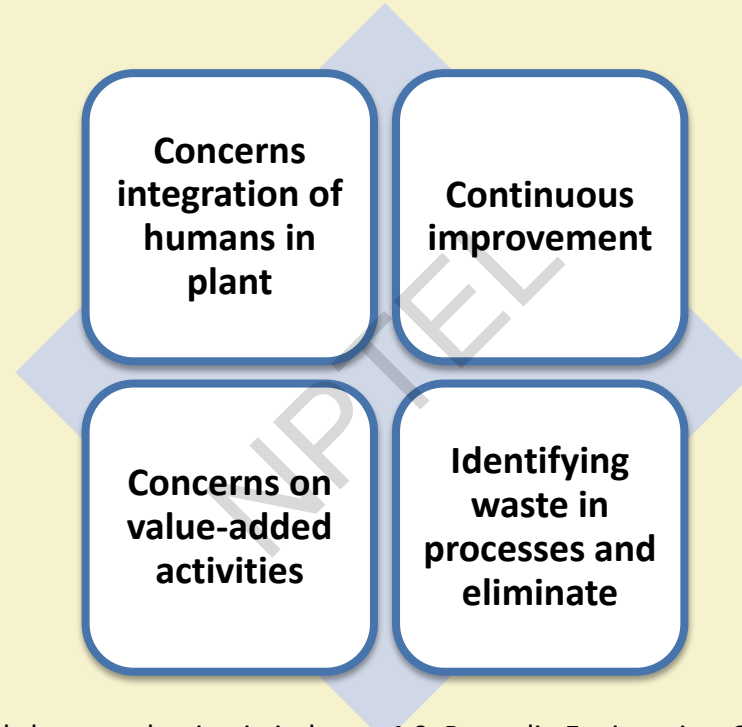 Concerns
integration of
humans in
plant
Continuous
improvement
Concerns on
value-added
activities
Identifying
waste in
processes and
eliminate
NPTEL